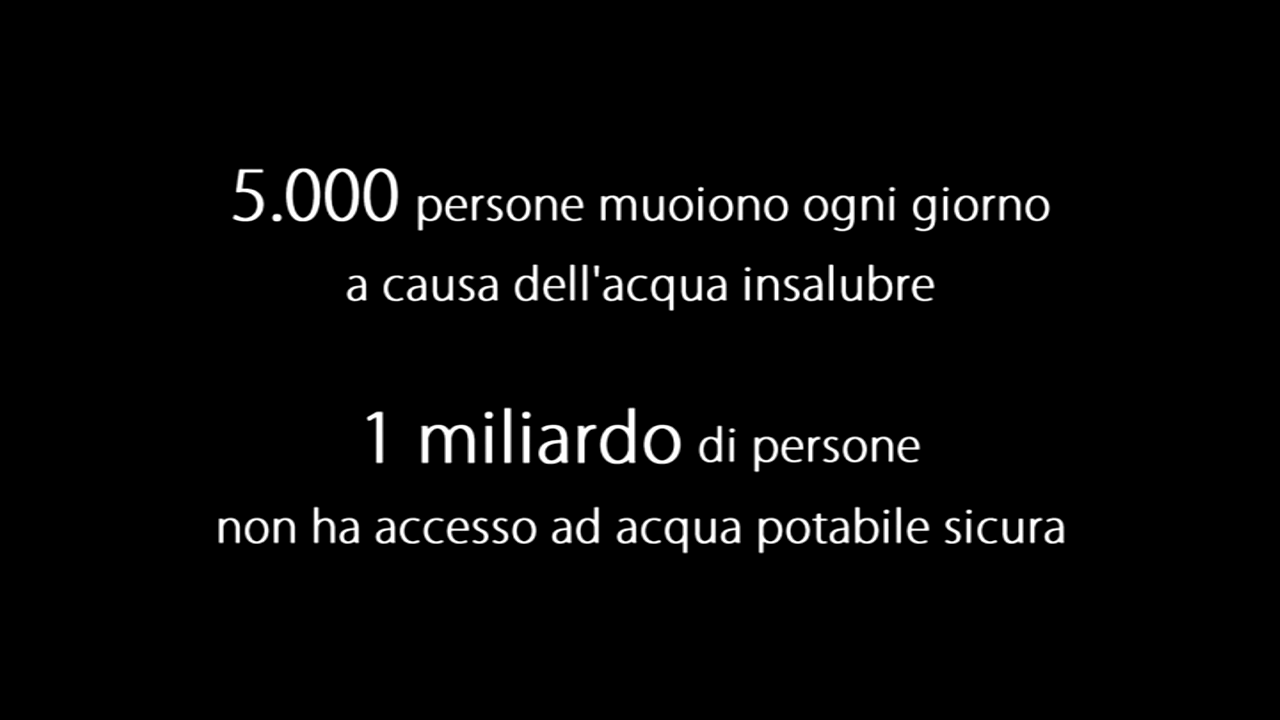 5.000 persone muoiono ogni giorno
a causa dell'acqua insalubre
1 miliardo di persone
non ha accesso ad acqua potabile sicura